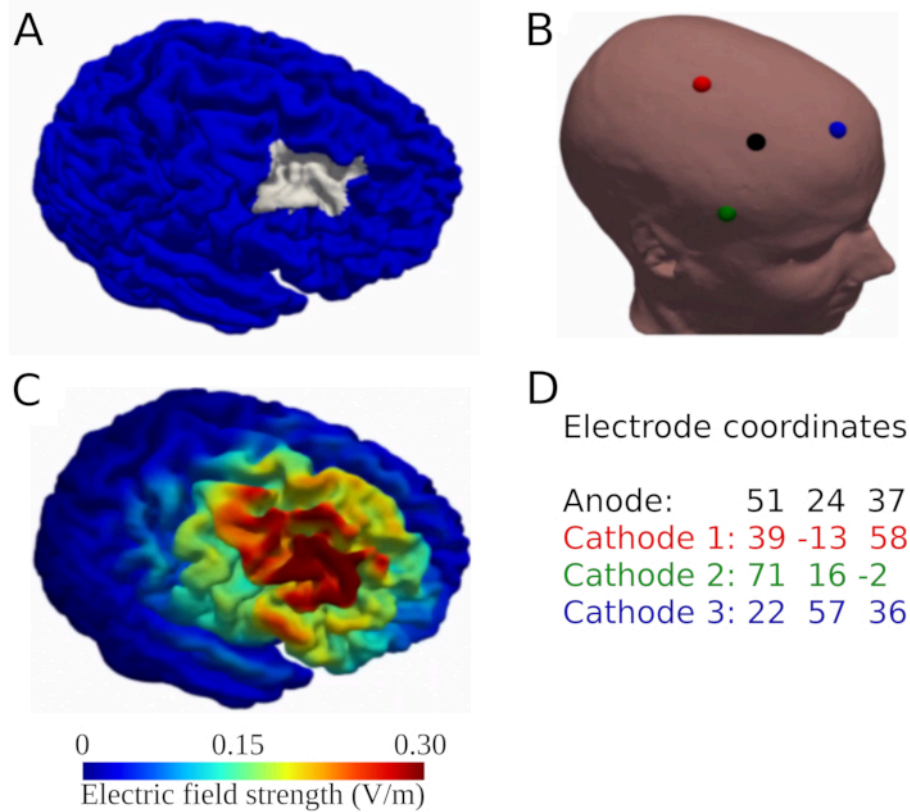 A
B
C
0 0.15 0.30
Electric field strength (V/m)
D
Electrode coordinates
Anode: 51 24 37
Cathode 1: 39 -13 58
Cathode 2: 71 16 -2
Cathode 3: 22 57 36